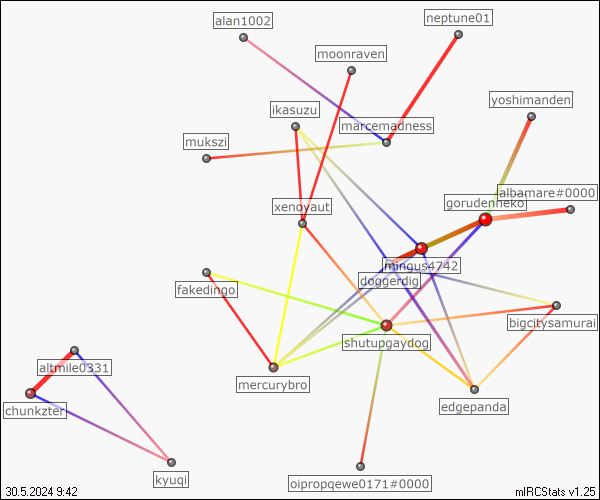 neptune01
alan1002
moonraven
yoshimanden
ikasuzu
marcemadness
mukszi
albamare#0000
gorudenneko
xenoyaut
mingus4742
doggerdig
fakedingo
bigcitysamurai
shutupgaydog
altmile0331
mercurybro
edgepanda
chunkzter
kyuqi
oipropqewe0171#0000
30.5.2024 9:42
mIRCStats v1.25